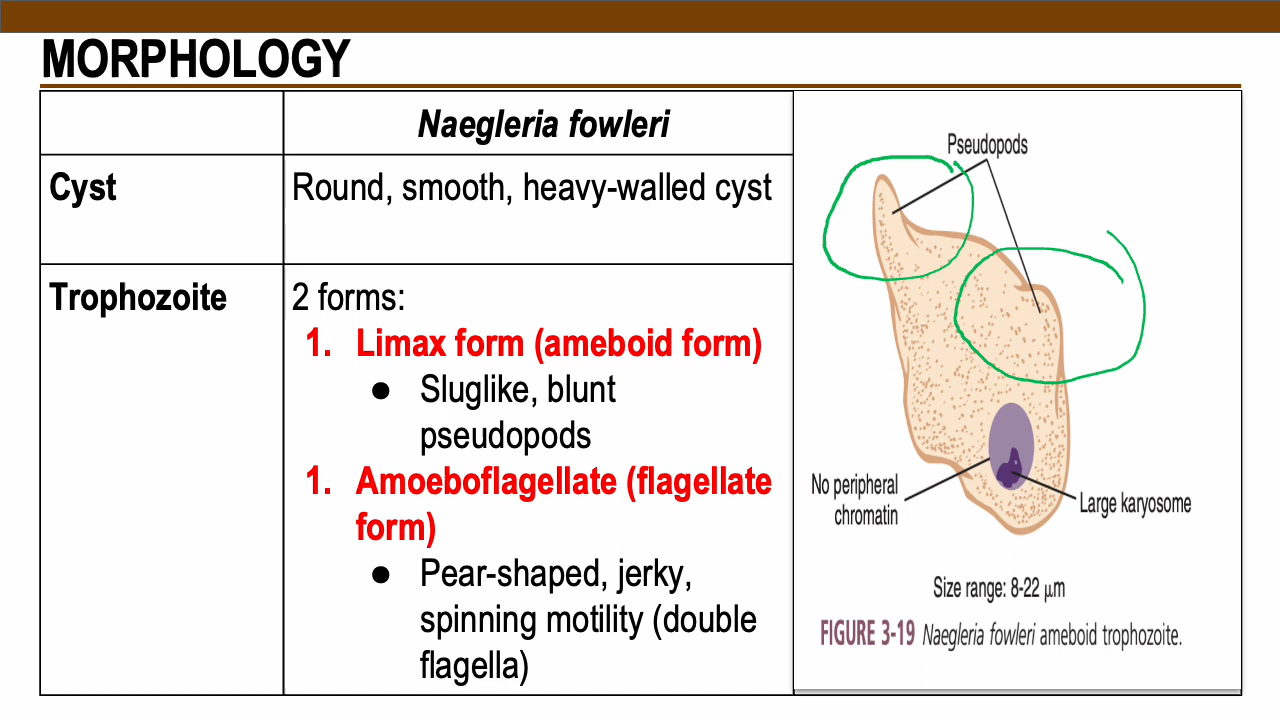 MORPHOLOGY
Naegleria fowleri
Cyst
Round, smooth, heavy-walled cyst
Trophozoite
2 forms:
1. Limax form (ameboid form)
● Sluglike, blunt
pseudopods
1. Amoeboflagellate (flagellate
form)
● Pear-shaped, jerky,
spinning motility (double
flagella)
Pseudopods
No peripheral
chromatin
Large karyosome
Size range: 8-22 μm
FIGURE 3-19 Naegleria fowleri ameboid trophozoite.